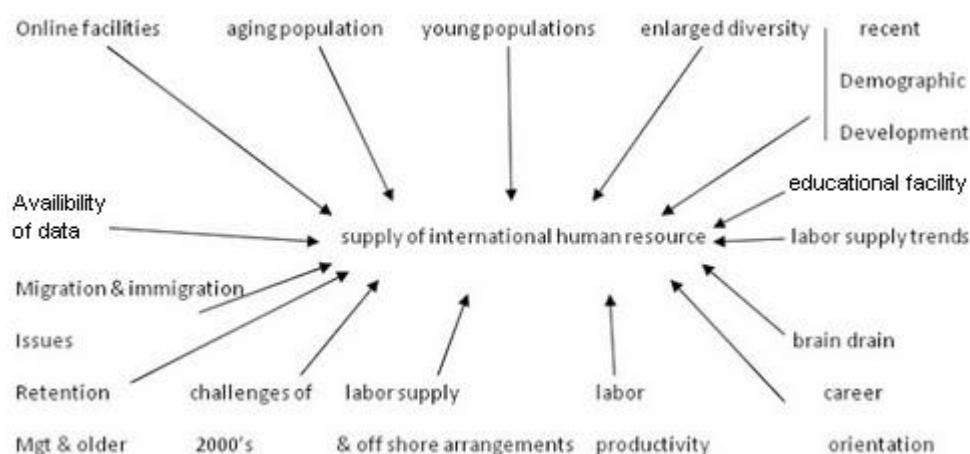 Online facilities
aging population
young populations
enlarged diversity
recent
Demographic
Development
educational facility
Availibility
of data
supply of international human resource
labor supply trends
Migration & immigration
Issues
brain drain
Retention
Mgt & older
challenges of
2000's
labor supply
& off shore arrangements
labor
productivity
career
orientation